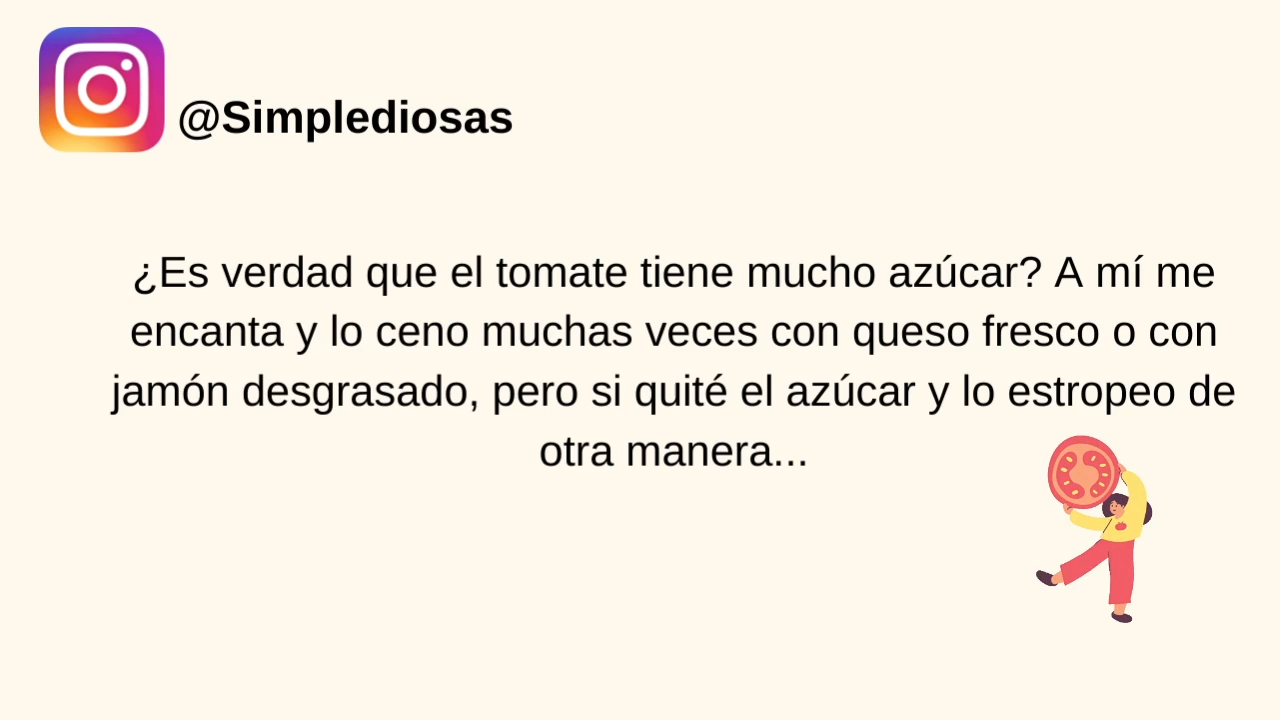 @Simplediosas
¿Es verdad que el tomate tiene mucho azúcar? A mí me
encanta y lo ceno muchas veces con queso fresco o con
jamón desgrasado, pero si quité el azúcar y lo estropeo de
otra manera...